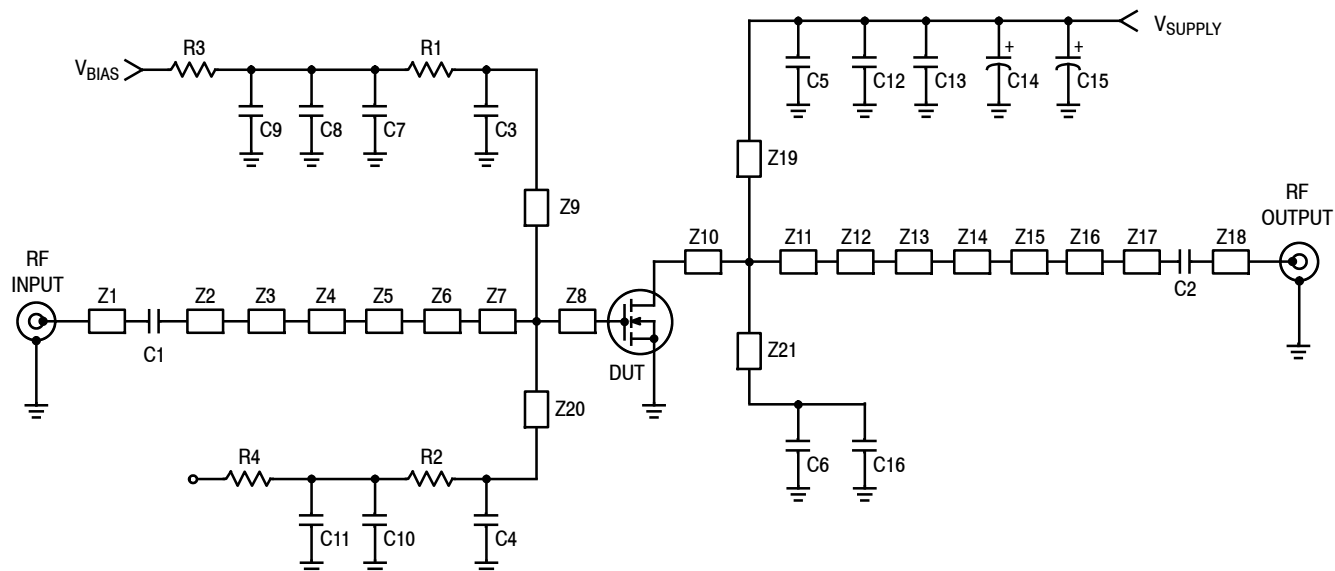 V_SUPPLY
R3
R1
V_BIAS
+
+
C5
C12
C13
C14
C15
C9
C8
C7
C3
Z19
Z9
RF
OUTPUT
Z10
Z11
Z12
Z13
Z14
Z15
Z16
Z17
Z18
RF
INPUT
C2
Z1
Z2
Z3
Z4
Z5
Z6
Z7
Z8
C1
Z21
DUT
Z20
R4
R2
C6
C16
C11
C10
C4